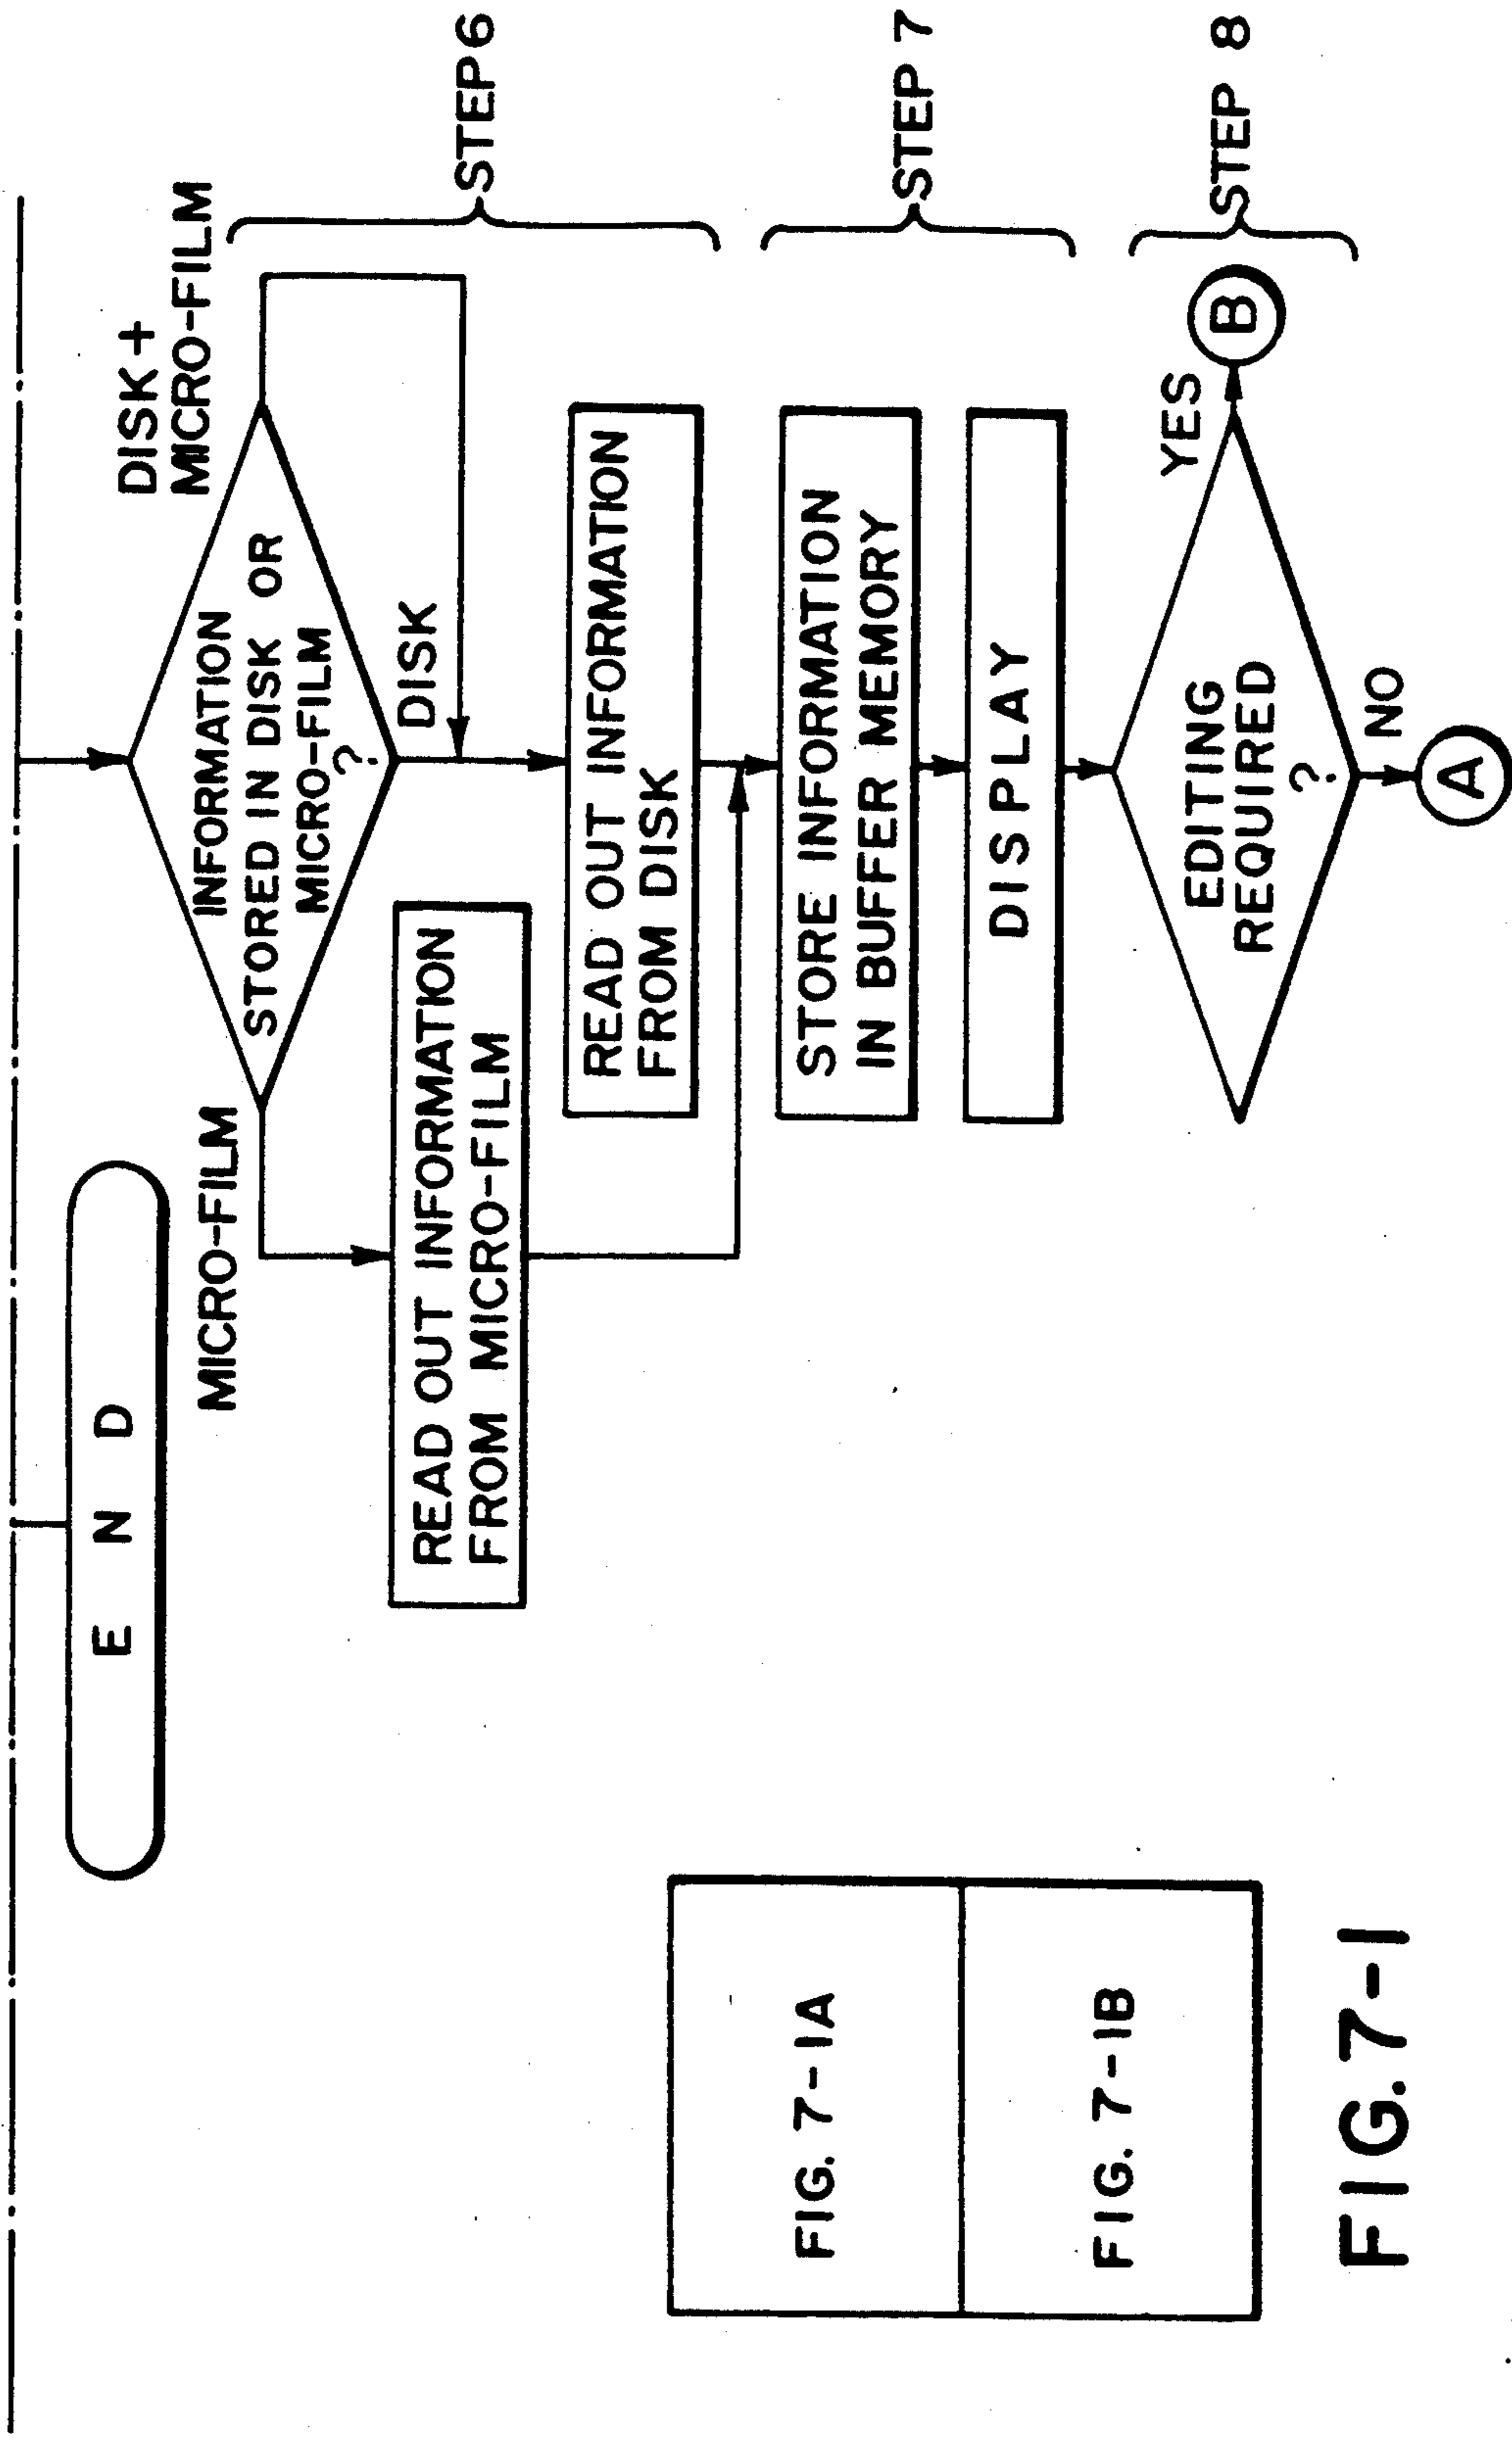 E N D
MICRO-FILM
DISK +
MICRO-FILM
INFORMATION
STORED IN DISK OR
MICRO-FILM
?
DISK
STEP 6
READ OUT INFORMATION
FROM MICRO-FILM
READ OUT INFORMATION
FROM DISK
STORE INFORMATION
IN BUFFER MEMORY
DISPLAY
STEP 7
EDITING
REQUIRED
?
YES
B
STEP 8
NO
A
FIG. 7-1A
FIG. 7-1B
FIG. 7-1